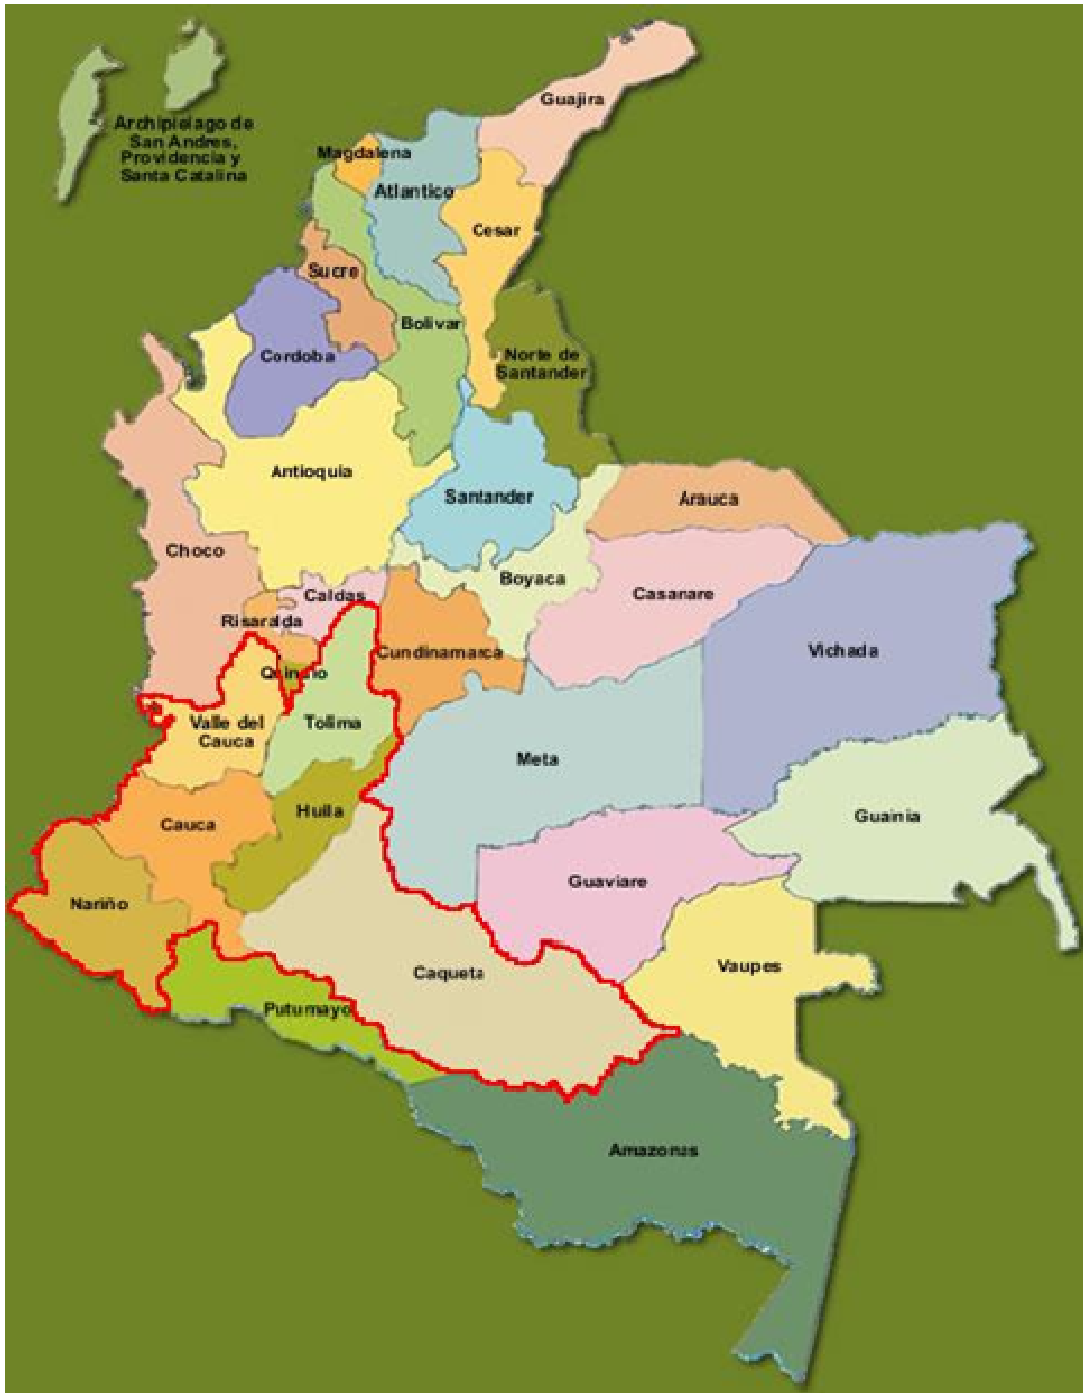 Guajira
Archipielago de
San Andres,
Providencia y
Santa Catalina
Magdalena
Atlantico
Cesar
Sucre
Bolivar
Cordoba
Norte de
Santander
Antioquia
Santander
Arauca
Choco
Boyaca
Caldas
Casanare
Risaralda
Cundinamarca
Vichada
Quindio
Tolima
Valle del
Cauca
Meta
Huila
Cauca
Guainia
Guaviare
Nariño
Vaupes
Caqueta
Putumayo
Amazonas